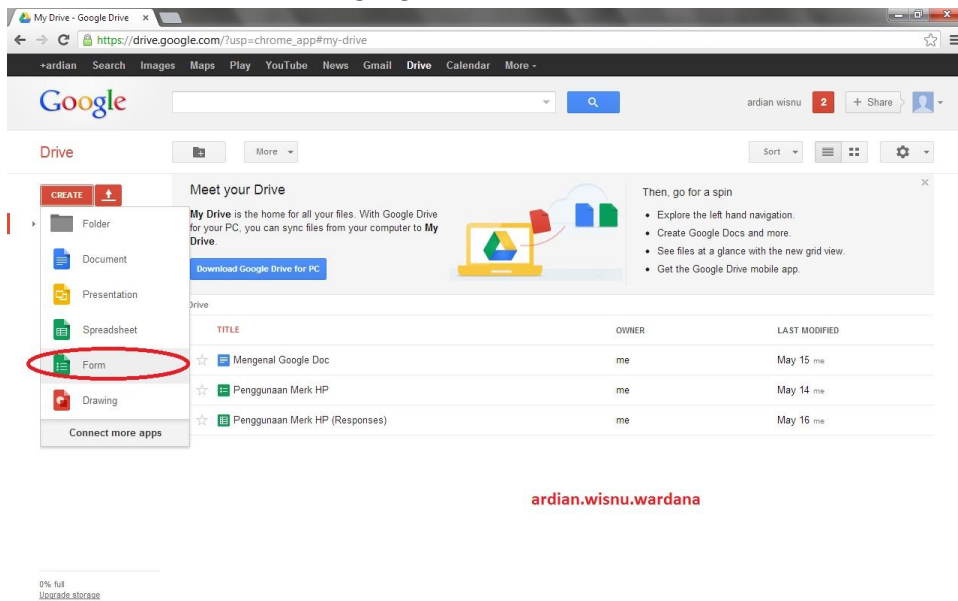 My Drive - Google Drive
https://drive.google.com/?usp=chrome_app#my-drive
+ardian Search Images Maps Play YouTube News Gmail Drive Calendar More
Google
ardian wisnu 2 + Share
Drive
More
Sort
CREATE
Folder
Document
Presentation
Spreadsheet
Form
Drawing
Connect more apps
Meet your Drive
My Drive is the home for all your files. With Google Drive
for your PC, you can sync files from your computer to My
Drive.
Download Google Drive for PC
Then, go for a spin
• Explore the left hand navigation.
• Create Google Docs and more.
• See files at a glance with the new grid view.
• Get the Google Drive mobile app.
Drive
TITLE OWNER LAST MODIFIED
Mengenal Google Doc me May 15 me
Penggunaan Merk HP me May 14 me
Penggunaan Merk HP (Responses) me May 16 me
ardian.wisnu.wardana
0% full
Upgrade storage